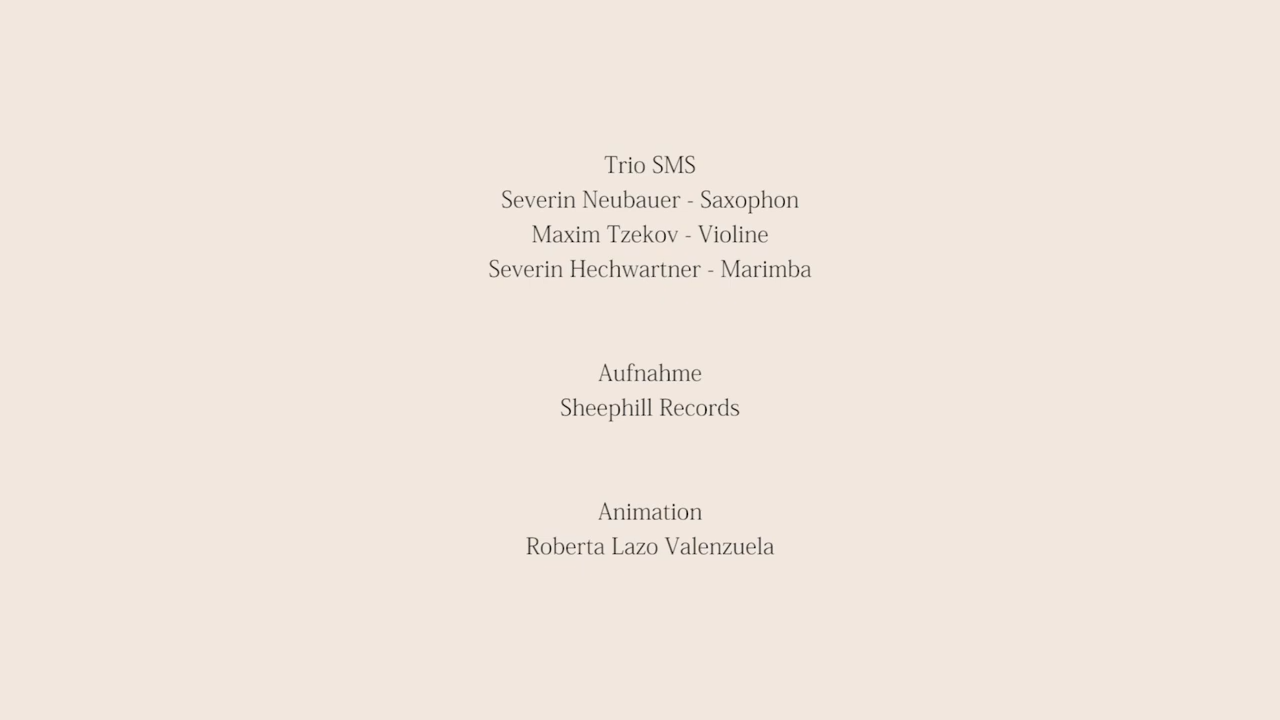 Trio SMS
Severin Neubauer - Saxophon
Maxim Tzekov - Violine
Severin Hechwartner - Marimba
Aufnahme
Sheephill Records
Animation
Roberta Lazo Valenzuela